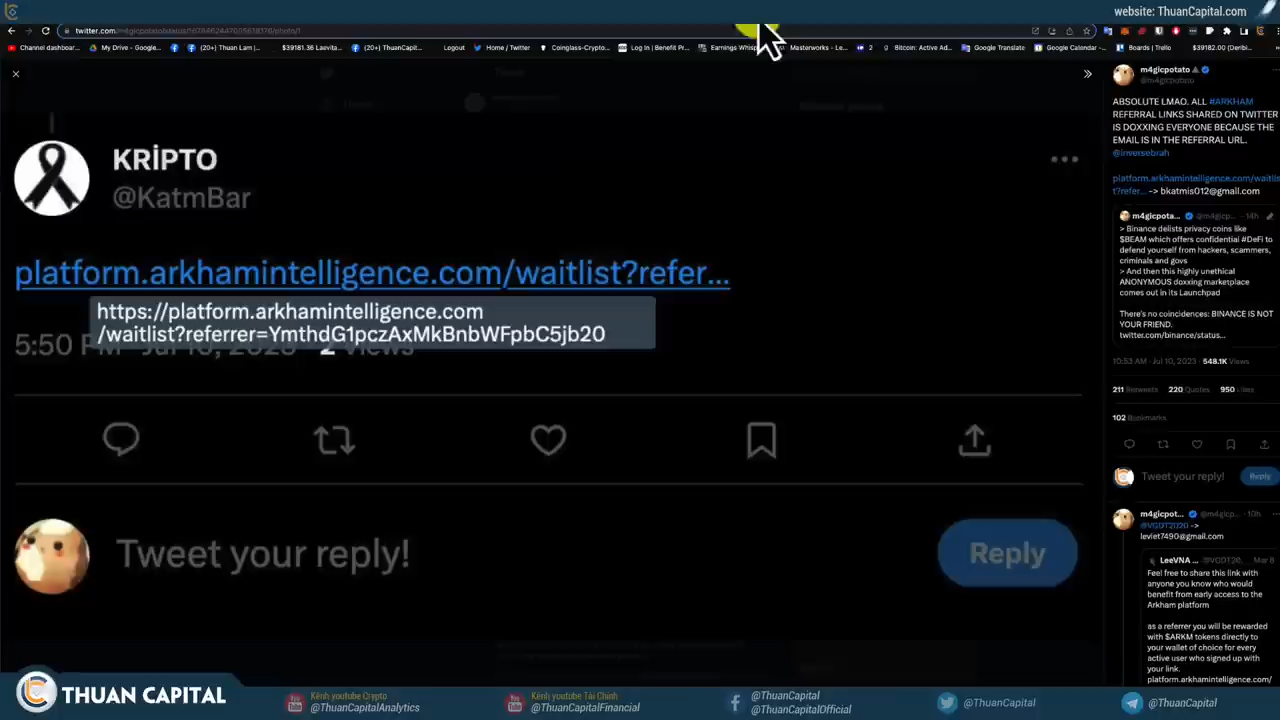 website: ThuanCapital.com
Channel dashboar...
My Drive - Google...
(20+) Thuan Lam |...
$39181.36 Laevita...
(20+) ThuanCapit...
Logout
Home / Twitter
Coinglass-Crypto...
Log In | Benefit Pr...
Earnings Whisp
Masterworks - Le...
2
Bitcoin: Active Ad...
Google Translate
Google Calendar -...
Boards | Trello
$39182.00 (Deribi...
KRİPTO
@KatmBar
platform.arkhamintelligence.com/waitlist?refer...
https://platform.arkhamintelligence.com
/waitlist?referrer=YmthdG1pczAxMkBnbWFpbC5jb20
5:50
Views
Tweet your reply!
Reply
m4gicpotato
@m4gicpotato
ABSOLUTE LMAO. ALL #ARKHAM
REFERRAL LINKS SHARED ON TWITTER
IS DOXXING EVERYONE BECAUSE THE
EMAIL IS IN THE REFERRAL URL.
@inversebrah
platform.arkhamintelligence.com/waitlis
t?refer... -> bkatmis012@gmail.com
m4gicpota... @m4gicp... · 14h
> Binance delists privacy coins like
$BEAM which offers confidential #DeFi to
defend yourself from hackers, scammers,
criminals and govs
> And then this highly unethical
ANONYMOUS doxxing marketplace
comes out in its Launchpad
There's no coincidences: BINANCE IS NOT
YOUR FRIEND.
twitter.com/binance/status...
10:53 AM · Jul 10, 2023 · 548.1K Views
211 Retweets 220 Quotes 950 Likes
102 Bookmarks
Tweet your reply!
Reply
m4gicpot... @m4gicp... · 10h
@VGDT2020 ->
leviet7490@gmail.com
LeeVNA ... @VGDT20... Mar 8
Feel free to share this link with
anyone you know who would
benefit from early access to the
Arkham platform
as a referrer you will be rewarded
with $ARKM tokens directly to
your wallet of choice for every
active user who signed up with
your link.
platform.arkhamintelligence.com/
THUAN CAPITAL
Kênh youtube Crypto
@ThuanCapitalAnalytics
Kênh youtube Tài Chính
@ThuanCapitalFinancial
@ThuanCapital
@ThuanCapitalOfficial
@ThuanCapital
@ThuanCapital